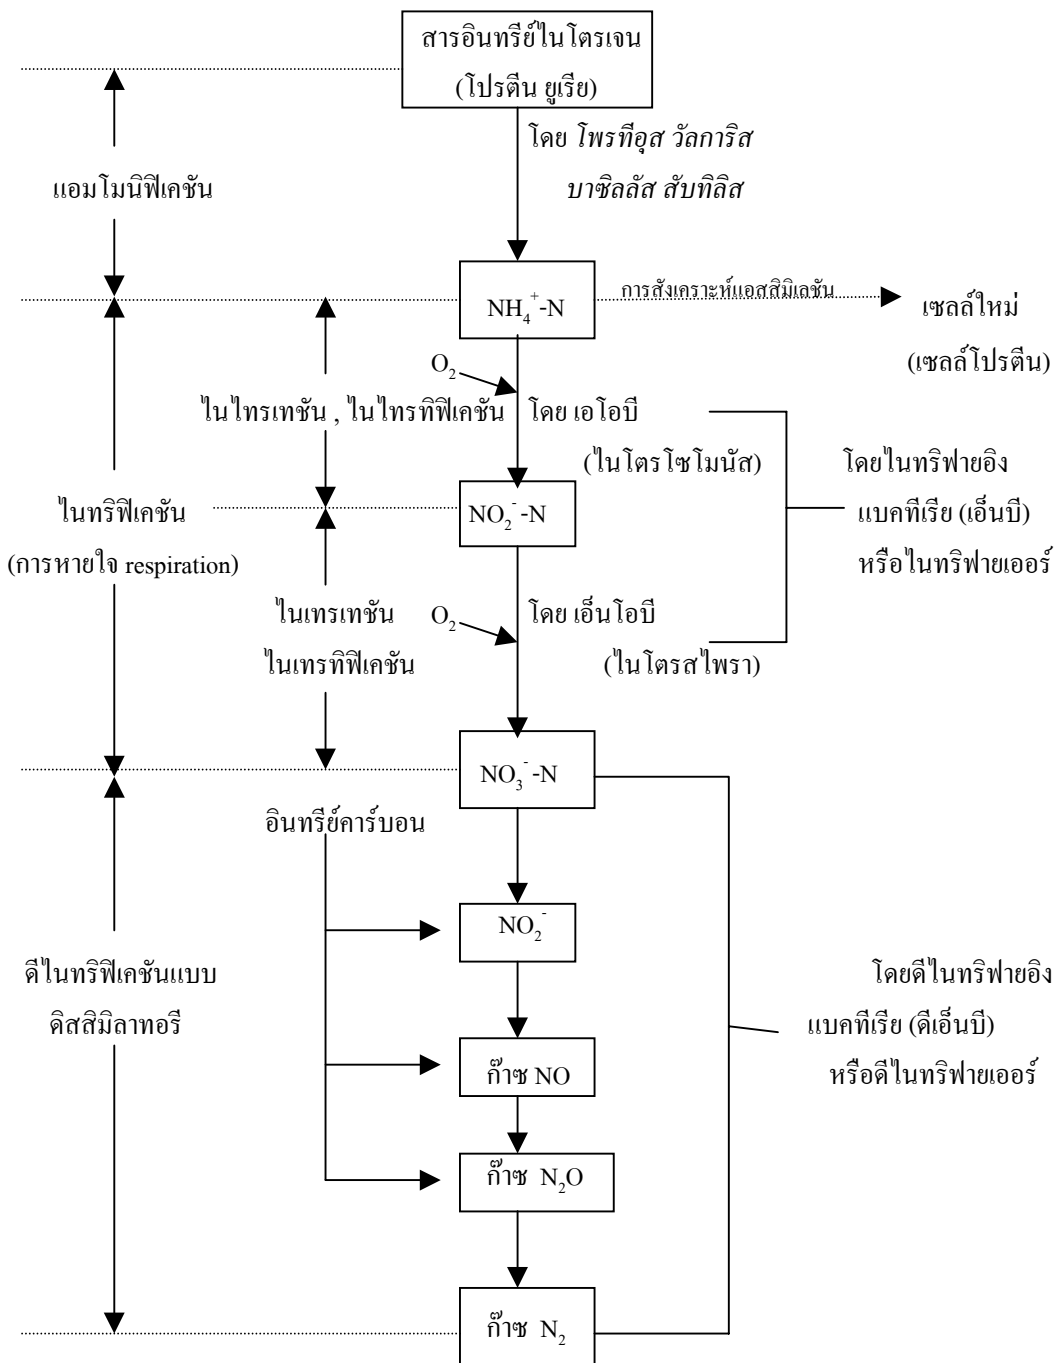 สารอินทรีย์ไนโตรเจน
(โปรตีน ยูเรีย)
โดย โพรทีอุส วัลการิส
บาซิลลัส สับทิลิส
แอมโมนิฟิเคชัน
NH₄⁺-N
การสังเคราะห์แอสสิมิเลชัน
เซลล์ใหม่
(เซลล์โปรตีน)
O₂
ไนไทรเทชัน , ไนไทรทิฟิเคชัน
โดย เอโอบี
(ไนโตรโซโมนัส)
โดยไนทริฟายอิง
แบคทีเรีย (เอ็นบี)
หรือไนทริฟายเออร์
ไนทริฟิเคชัน
(การหายใจ respiration)
NO₂⁻-N
ไนเทรเทชัน
ไนเทรทิฟิเคชัน
O₂
โดย เอ็นโอบี
(ไนโตรสไพรา)
NO₃⁻-N
อินทรีย์คาร์บอน
NO₂⁻
ดีไนทริฟิเคชันแบบ
ดิสสิมิลาทอรี
โดยดีไนทริฟายอิง
แบคทีเรีย (ดีเอ็นบี)
หรือดีไนทริฟายเออร์
ก๊าซ NO
ก๊าซ N₂O
ก๊าซ N₂